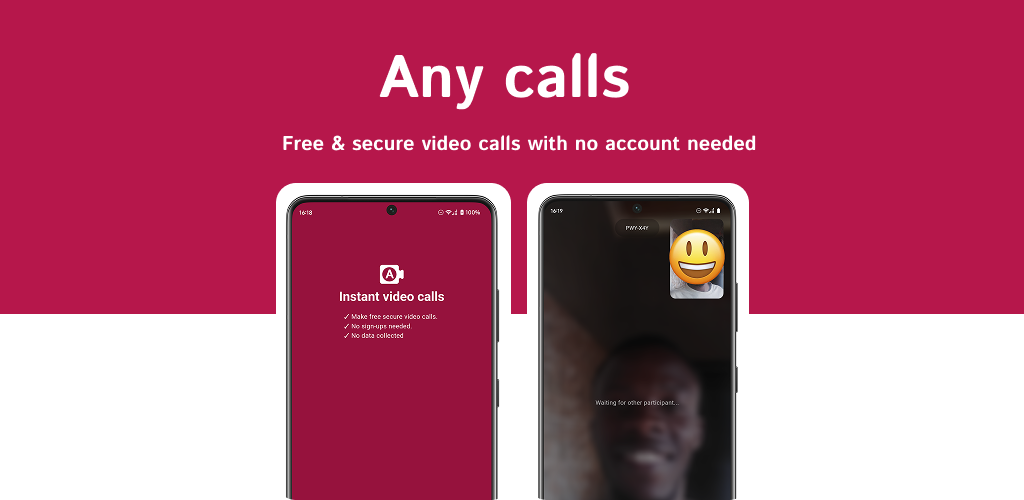 Any calls
Free & secure video calls with no account needed
16:18
100%
A
Instant video calls
✓ Make free secure video calls.
✓ No sign-ups needed.
✓ No data collected
16:19
PWY-X4Y
Waiting for other participant...